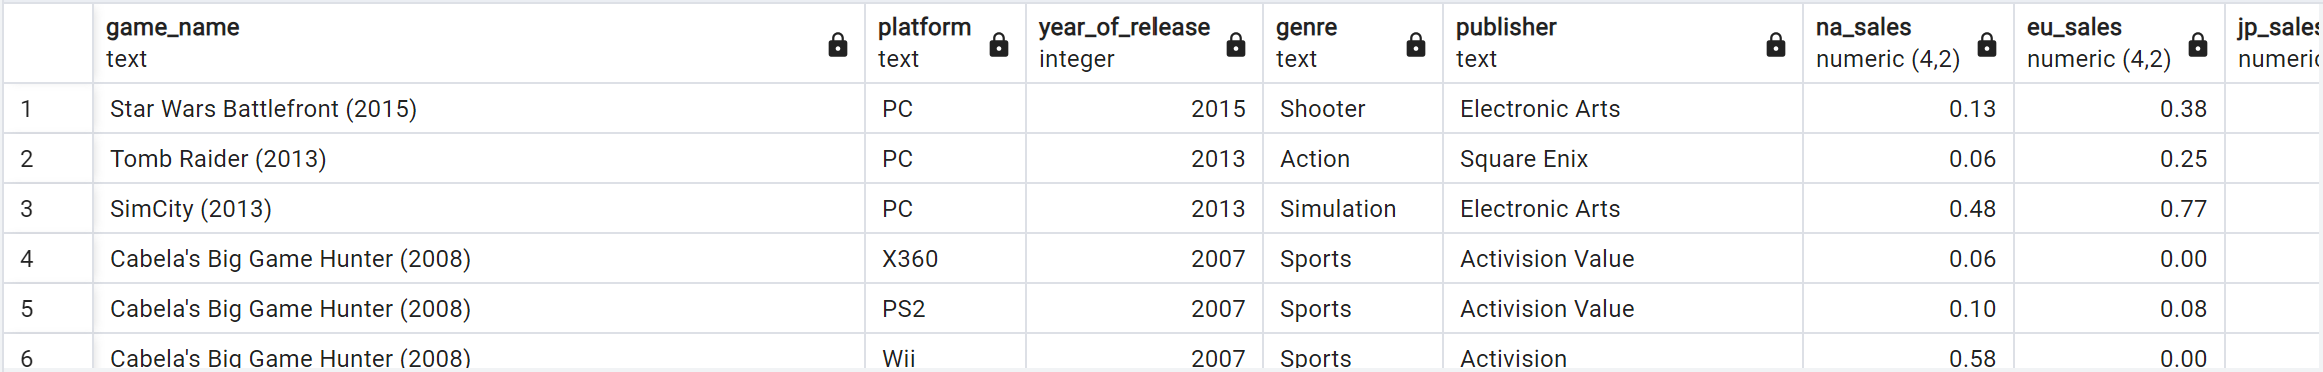 game_name platform year_of_release genre publisher na_sales eu_sales jp_sales
text text integer text text numeric (4,2) numeric (4,2) numeric
1 Star Wars Battlefront (2015) PC 2015 Shooter Electronic Arts 0.13 0.38
2 Tomb Raider (2013) PC 2013 Action Square Enix 0.06 0.25
3 SimCity (2013) PC 2013 Simulation Electronic Arts 0.48 0.77
4 Cabela's Big Game Hunter (2008) X360 2007 Sports Activision Value 0.06 0.00
5 Cabela's Big Game Hunter (2008) PS2 2007 Sports Activision Value 0.10 0.08
6 Cabela's Big Game Hunter (2008) Wii 2007 Sports Activision 0.58 0.00